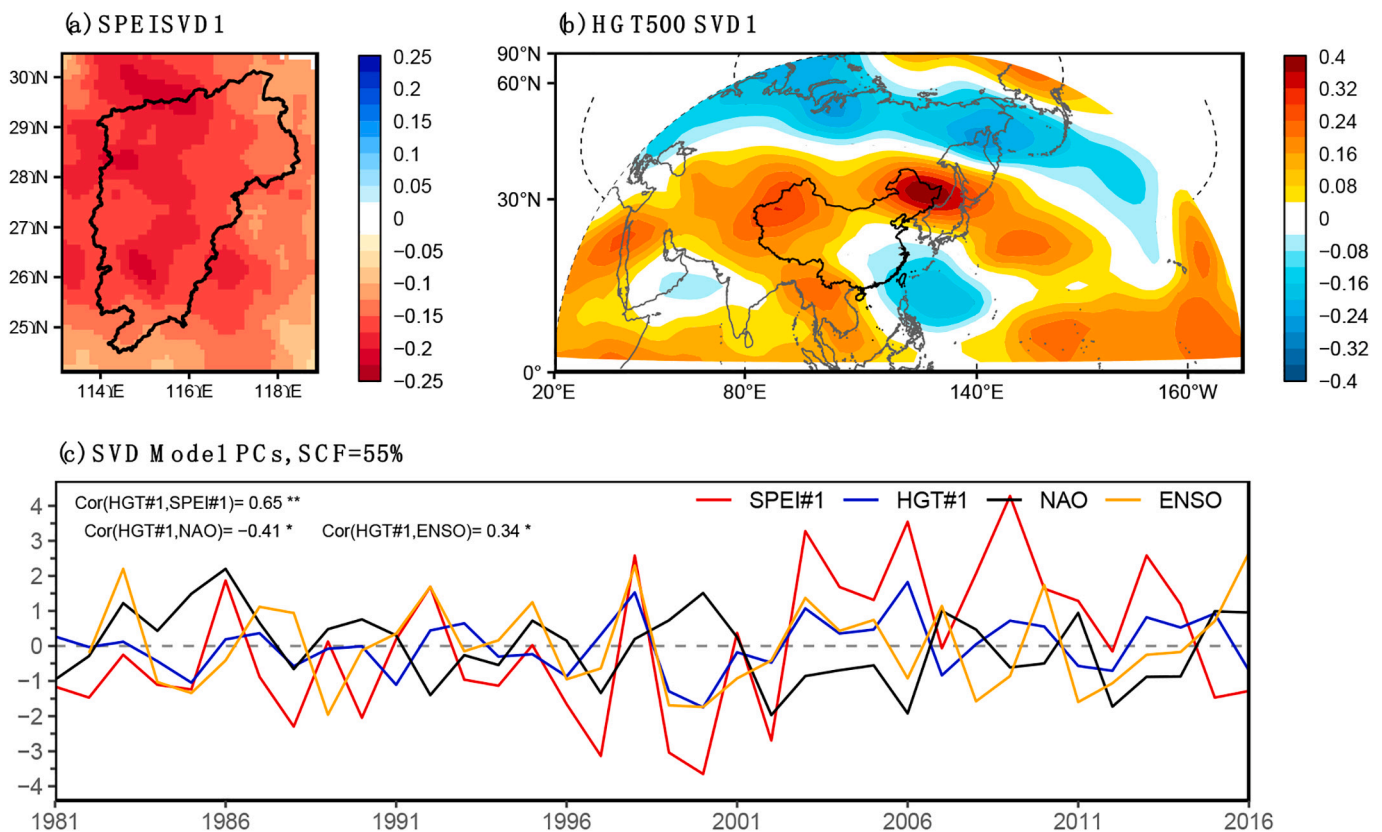 (a) SPEISVD1
30°N
29°N
28°N
27°N
26°N
25°N
114°E 116°E 118°E
0.25
0.2
0.15
0.1
0.05
0
−0.05
−0.1
−0.15
−0.2
−0.25
(b) HGT500 SVD1
90°N
60°N
30°N
0°
20°E 80°E 140°E 160°W
0.4
0.32
0.24
0.16
0.08
0
−0.08
−0.16
−0.24
−0.32
−0.4
(c) SVD Mode1 PCs, SCF=55%
Cor(HGT#1,SPEI#1)= 0.65 **
Cor(HGT#1,NAO)= −0.41 * Cor(HGT#1,ENSO)= 0.34 *
SPEI#1 HGT#1 NAO ENSO
4
3
2
1
0
−1
−2
−3
−4
1981 1986 1991 1996 2001 2006 2011 2016